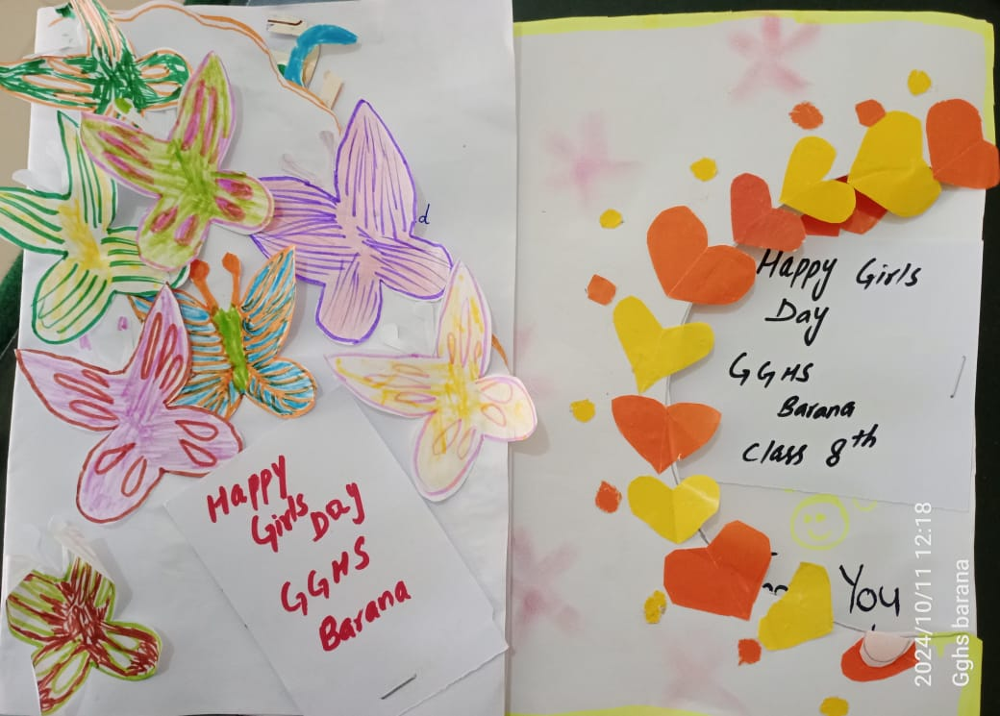 Happy
Girls Day
GGHS
Barana
d
Happy Girls
Day
GGHS
Barana
Class 8th
You
2024/10/11 12:18
Gghs barana